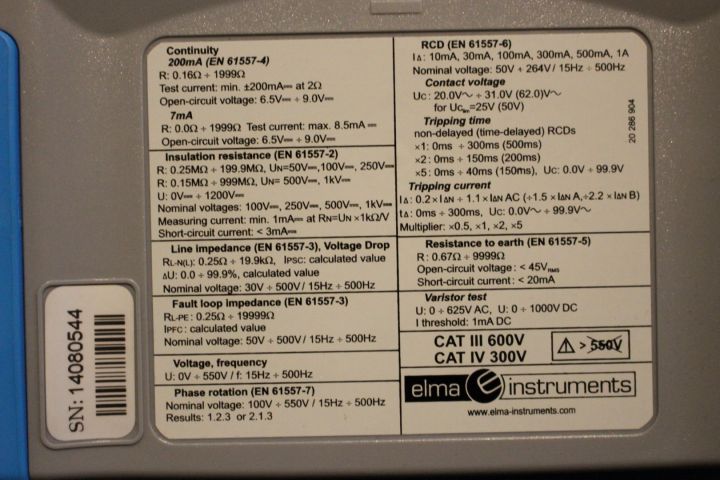 Continuity
200mA (EN 61557-4)
R: 0.16Ω ÷ 1999Ω
Test current: min. ±200mA⎓ at 2Ω
Open-circuit voltage: 6.5V⎓ ÷ 9.0V⎓
7mA
R: 0.0Ω ÷ 1999Ω Test current: max. 8.5mA⎓
Open-circuit voltage: 6.5V⎓ ÷ 9.0V⎓
Insulation resistance (EN 61557-2)
R: 0.25MΩ ÷ 199.9MΩ, UN=50V⎓,100V⎓, 250V⎓
R: 0.15MΩ ÷ 999MΩ, UN= 500V⎓, 1kV⎓
U: 0V⎓ ÷ 1200V⎓
Nominal voltages: 100V⎓, 250V⎓, 500V⎓, 1kV⎓
Measuring current: min. 1mA⎓ at RN=UN ×1kΩ/V
Short-circuit current: < 3mA⎓
Line impedance (EN 61557-3), Voltage Drop
RL-N(L): 0.25Ω ÷ 19.9kΩ, IPSC: calculated value
ΔU: 0.0 ÷ 99.9%, calculated value
Nominal voltage: 30V ÷ 500V / 15Hz ÷ 500Hz
Fault loop impedance (EN 61557-3)
RL-PE: 0.25Ω ÷ 19999Ω
IPFC: calculated value
Nominal voltage: 50V ÷ 500V / 15Hz ÷ 500Hz
Voltage, frequency
U: 0V ÷ 550V / f: 15Hz ÷ 500Hz
Phase rotation (EN 61557-7)
Nominal voltage: 100V ÷ 550V / 15Hz ÷ 500Hz
Results: 1.2.3 or 2.1.3
RCD (EN 61557-6)
IΔ: 10mA, 30mA, 100mA, 300mA, 500mA, 1A
Nominal voltage: 50V ÷ 264V / 15Hz ÷ 500Hz
Contact voltage
UC: 20.0V~ ÷ 31.0V (62.0)V~
for UClim=25V (50V)
Tripping time
non-delayed (time-delayed) RCDs
×1: 0ms ÷ 300ms (500ms)
×2: 0ms ÷ 150ms (200ms)
×5: 0ms ÷ 40ms (150ms), UC: 0.0V ÷ 99.9V
Tripping current
IΔ: 0.2×IΔN ÷ 1.1×IΔN AC (÷1.5×IΔN A,÷2.2×IΔN B)
tΔ: 0ms ÷ 300ms, UC: 0.0V~ ÷ 99.9V~
Multiplier: ×0.5, ×1, ×2, ×5
20 286 904
Resistance to earth (EN 61557-5)
R: 0.67Ω ÷ 9999Ω
Open-circuit voltage: < 45VRMS
Short-circuit current: < 20mA
Varistor test
U: 0 ÷ 625V AC, U: 0 ÷ 1000V DC
I threshold: 1mA DC
CAT III 600V
CAT IV 300V
⚠ > 550V
elma instruments
www.elma-instruments.com
SN: 14080544